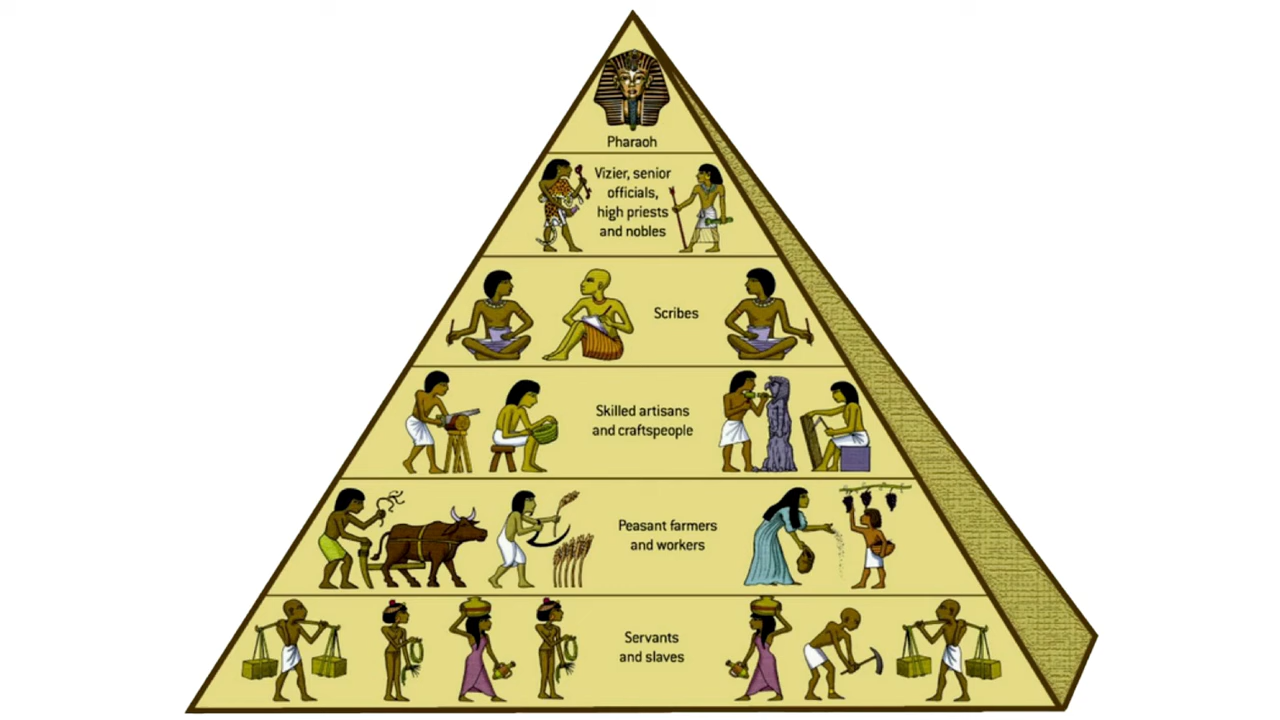 Pharaoh
Vizier, senior
officials,
high priests
and nobles
Scribes
Skilled artisans
and craftspeople
Peasant farmers
and workers
Servants
and slaves